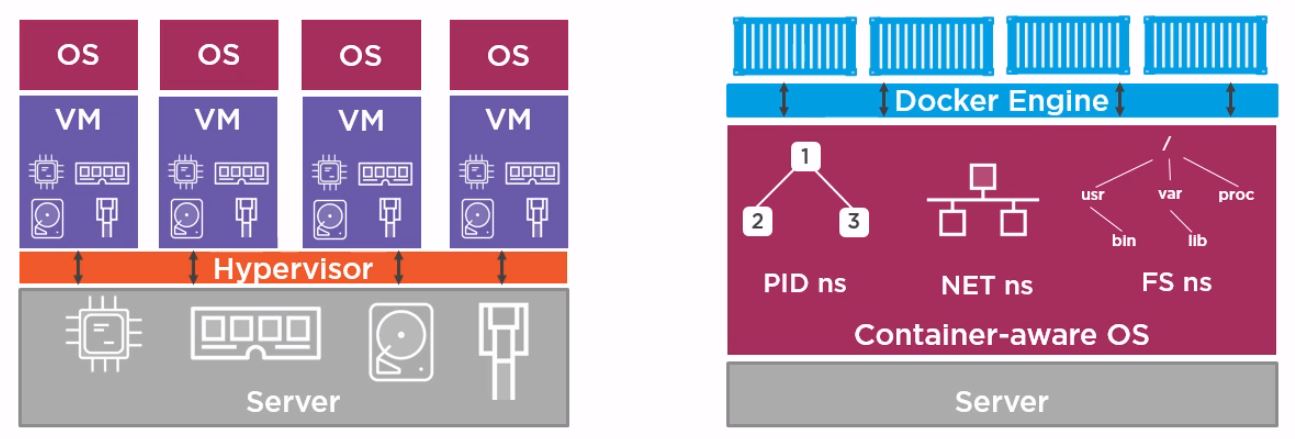 OS OS OS OS
VM VM VM VM
Hypervisor
Server
Docker Engine
1
2 3
/
usr var proc
bin lib
PID ns NET ns FS ns
Container-aware OS
Server